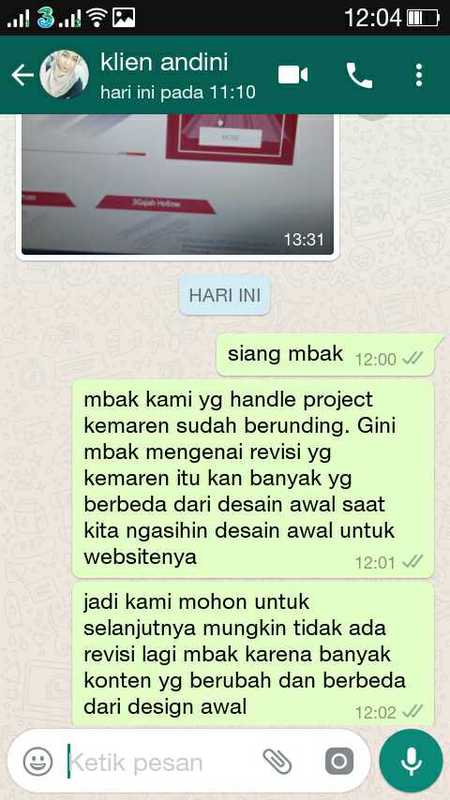 3
12:04
klien andini
hari ini pada 11:10
3Gajah Hollow
13:31
HARI INI
siang mbak
12:00
mbak kami yg handle project
kemaren sudah berunding. Gini
mbak mengenai revisi yg
kemaren itu kan banyak yg
berbeda dari desain awal saat
kita ngasihin desain awal untuk
websitenya
12:01
jadi kami mohon untuk
selanjutnya mungkin tidak ada
revisi lagi mbak karena banyak
konten yg berubah dan berbeda
dari design awal
12:02
Ketik pesan